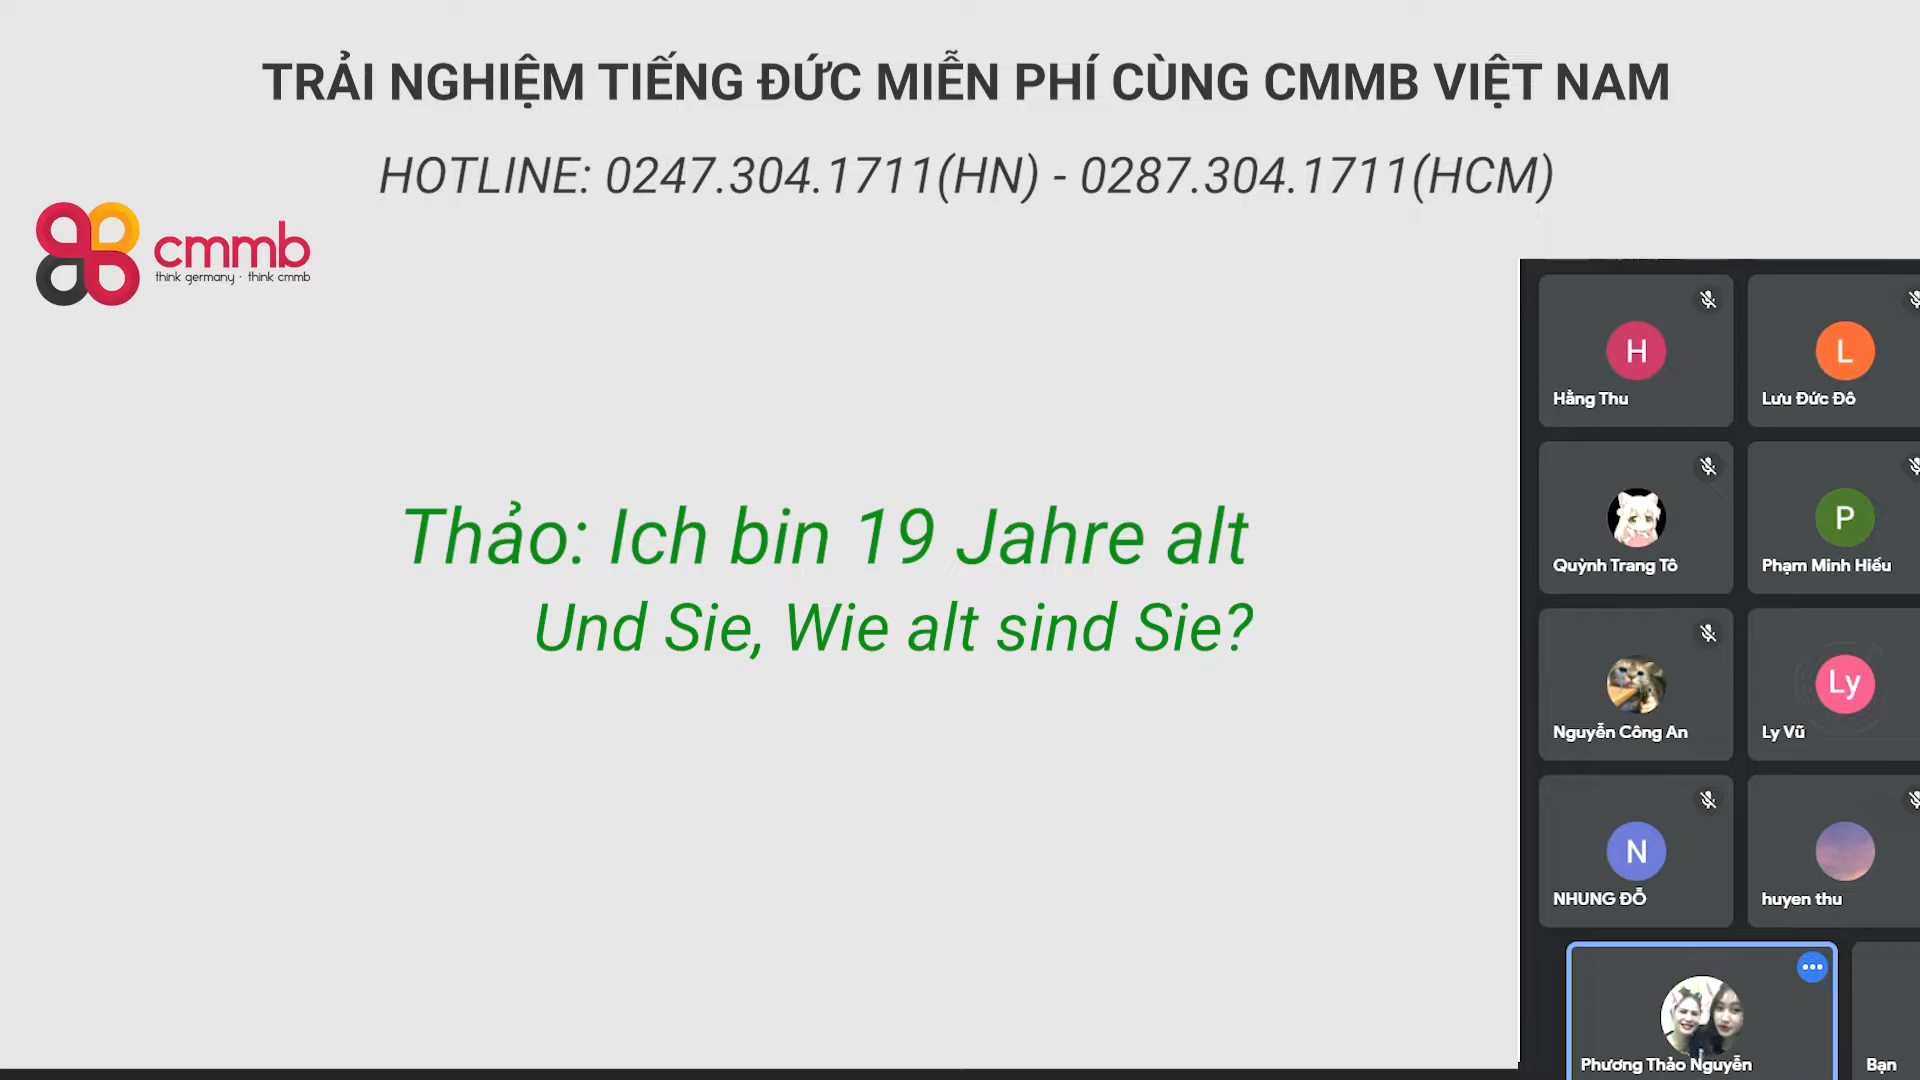 TRẢI NGHIỆM TIẾNG ĐỨC MIỄN PHÍ CÙNG CMMB VIỆT NAM
HOTLINE: 0247.304.1711(HN) - 0287.304.1711(HCM)
cmmb
think germany · think cmmb
Thảo: Ich bin 19 Jahre alt
Und Sie, Wie alt sind Sie?
H
Hằng Thu
L
Lưu Đức Đô
Quỳnh Trang Tô
P
Phạm Minh Hiếu
Nguyễn Công An
Ly
Ly Vũ
N
NHUNG ĐỖ
huyen thu
Phương Thảo Nguyễn
Bạn